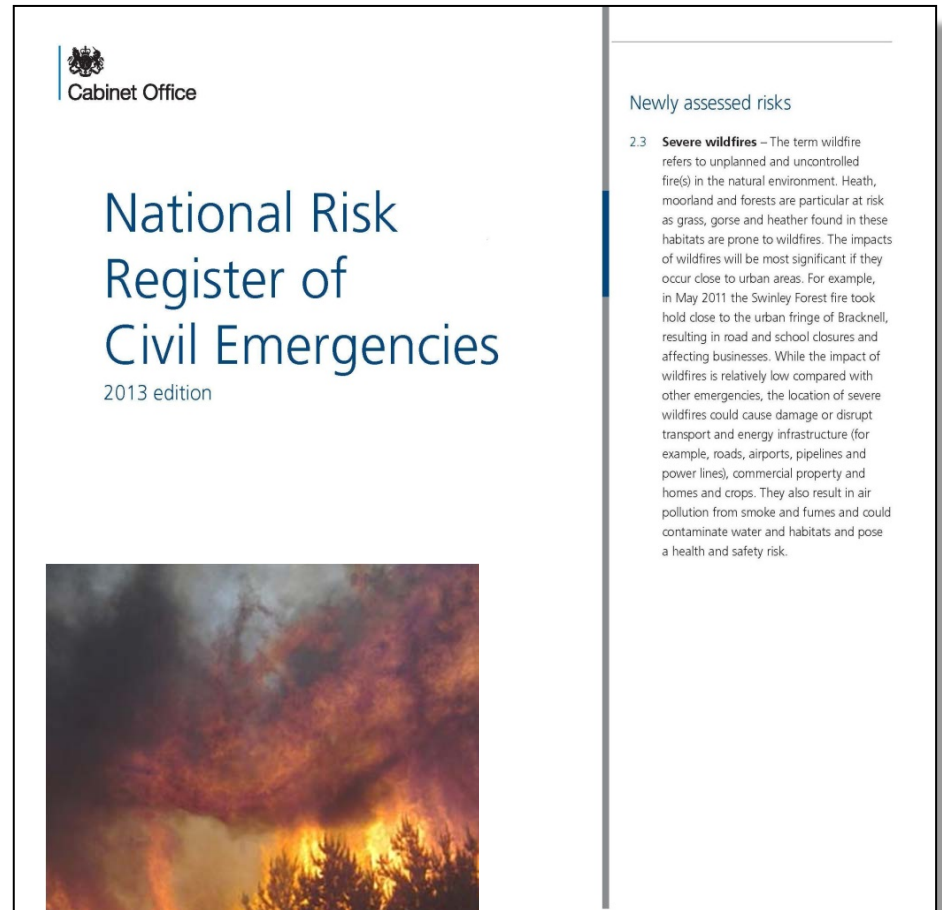 Cabinet Office
National Risk
Register of
Civil Emergencies
2013 edition
Newly assessed risks
2.3 Severe wildfires – The term wildfire
refers to unplanned and uncontrolled
fire(s) in the natural environment. Heath,
moorland and forests are particular at risk
as grass, gorse and heather found in these
habitats are prone to wildfires. The impacts
of wildfires will be most significant if they
occur close to urban areas. For example,
in May 2011 the Swinley Forest fire took
hold close to the urban fringe of Bracknell,
resulting in road and school closures and
affecting businesses. While the impact of
wildfires is relatively low compared with
other emergencies, the location of severe
wildfires could cause damage or disrupt
transport and energy infrastructure (for
example, roads, airports, pipelines and
power lines), commercial property and
homes and crops. They also result in air
pollution from smoke and fumes and could
contaminate water and habitats and pose
a health and safety risk.